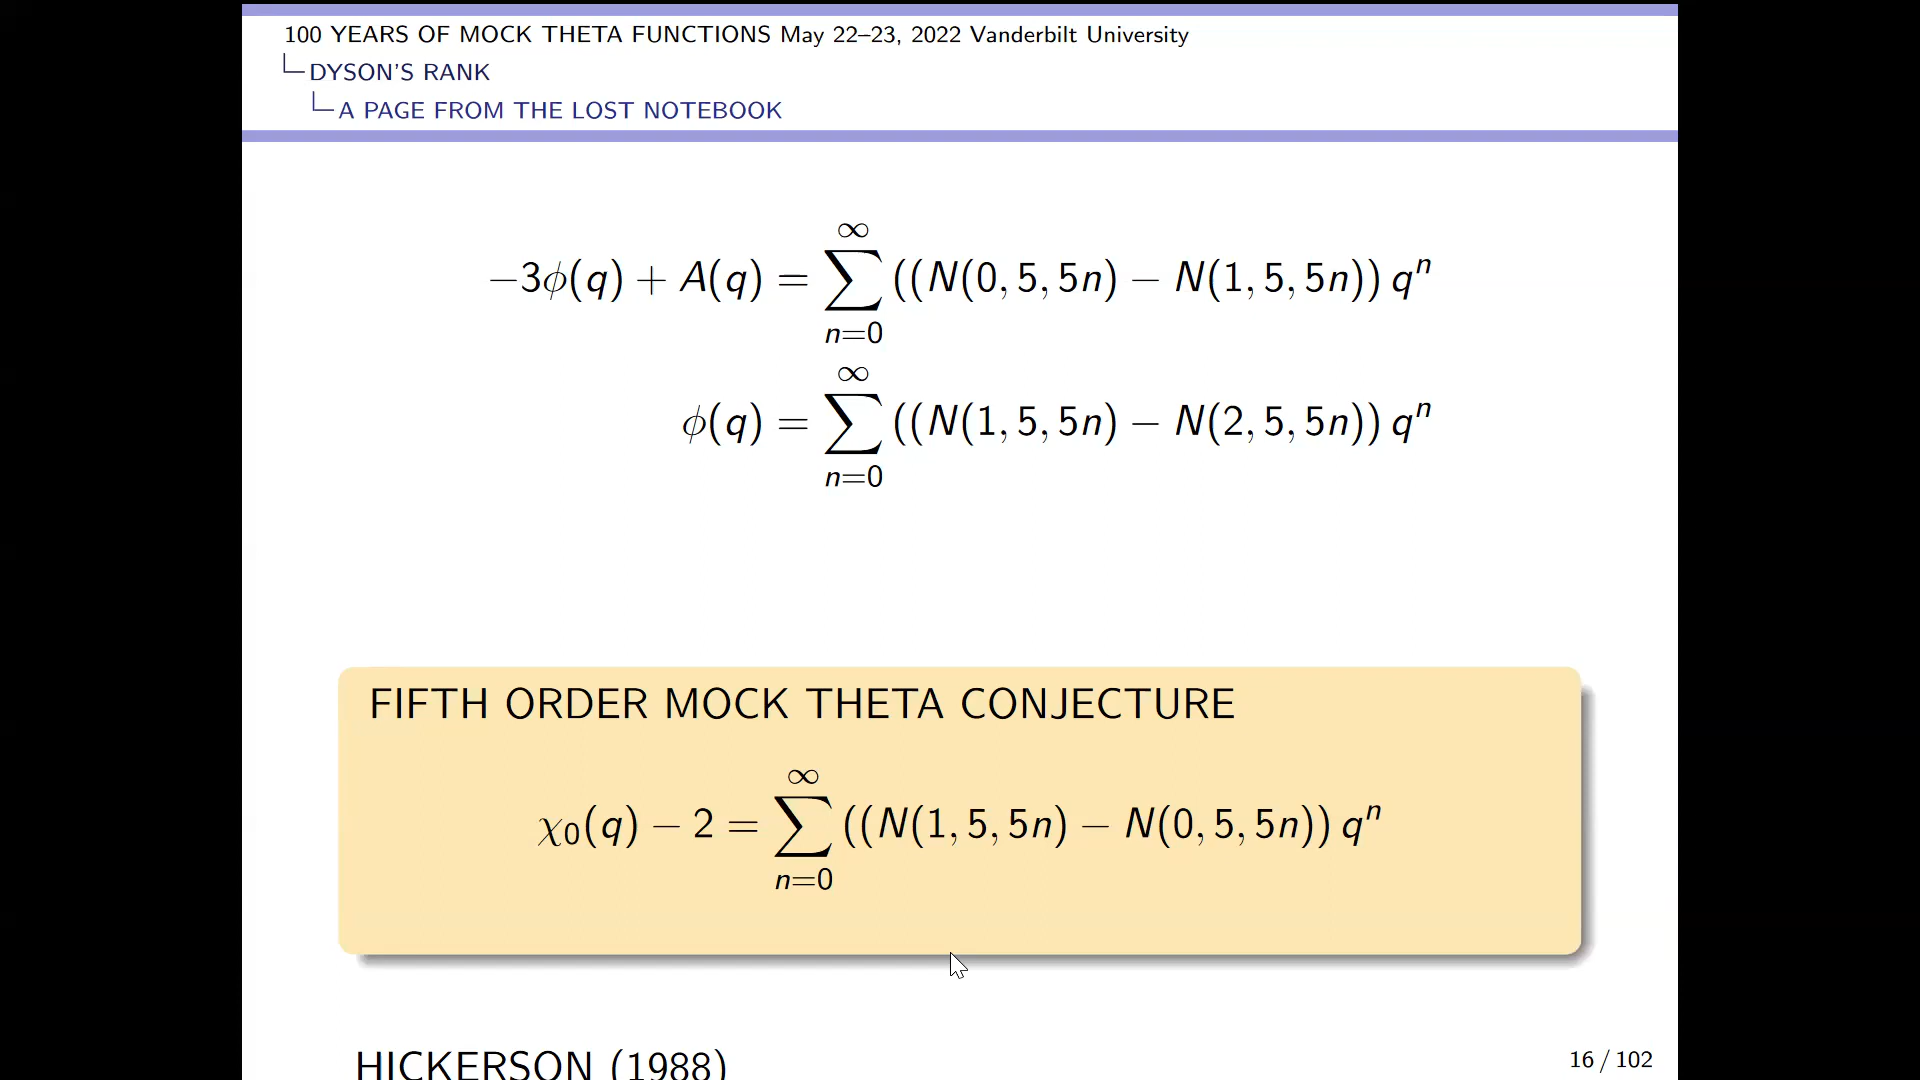 100 YEARS OF MOCK THETA FUNCTIONS May 22–23, 2022 Vanderbilt University
DYSON'S RANK
A PAGE FROM THE LOST NOTEBOOK
−3ϕ(q) + A(q) = ∑_{n=0}^{∞} ((N(0, 5, 5n) − N(1, 5, 5n)) q^n
ϕ(q) = ∑_{n=0}^{∞} ((N(1, 5, 5n) − N(2, 5, 5n)) q^n
FIFTH ORDER MOCK THETA CONJECTURE
χ_0(q) − 2 = ∑_{n=0}^{∞} ((N(1, 5, 5n) − N(0, 5, 5n)) q^n
HICKERSON (1988)
16 / 102